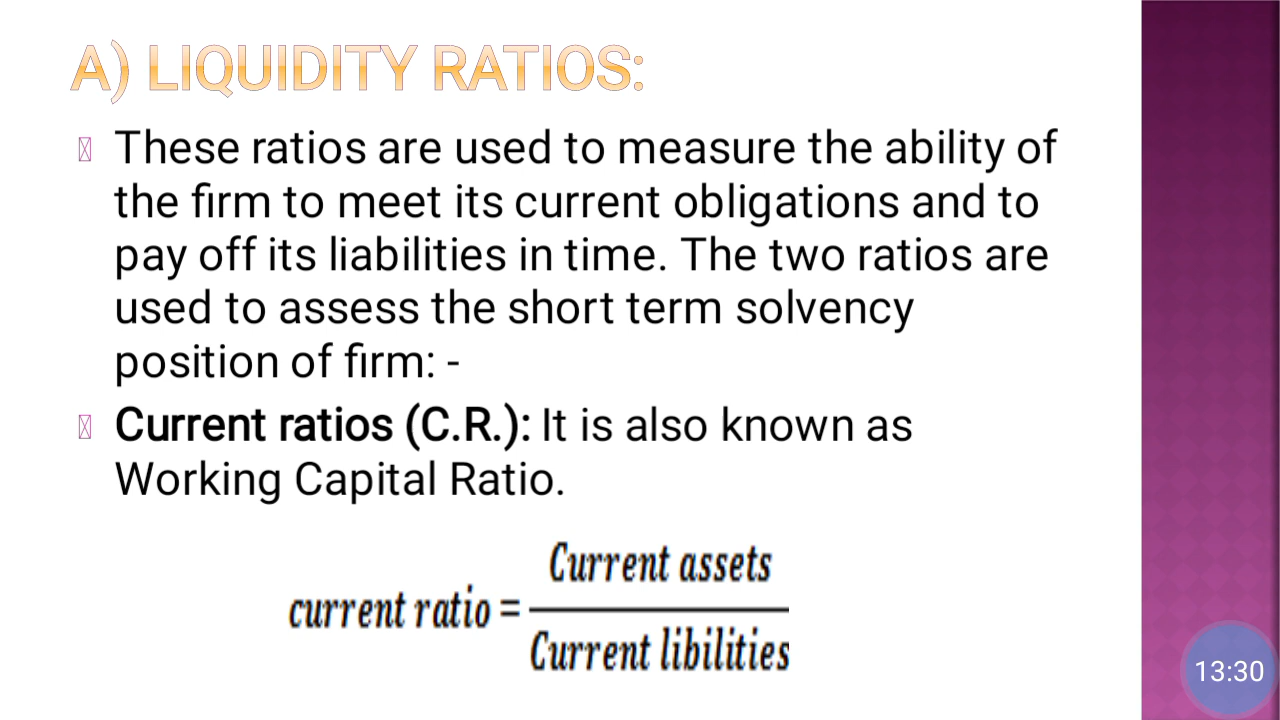 A) LIQUIDITY RATIOS:
These ratios are used to measure the ability of
the firm to meet its current obligations and to
pay off its liabilities in time. The two ratios are
used to assess the short term solvency
position of firm: -
Current ratios (C.R.): It is also known as
Working Capital Ratio.
Current assets
current ratio =
Current libilities
13:30